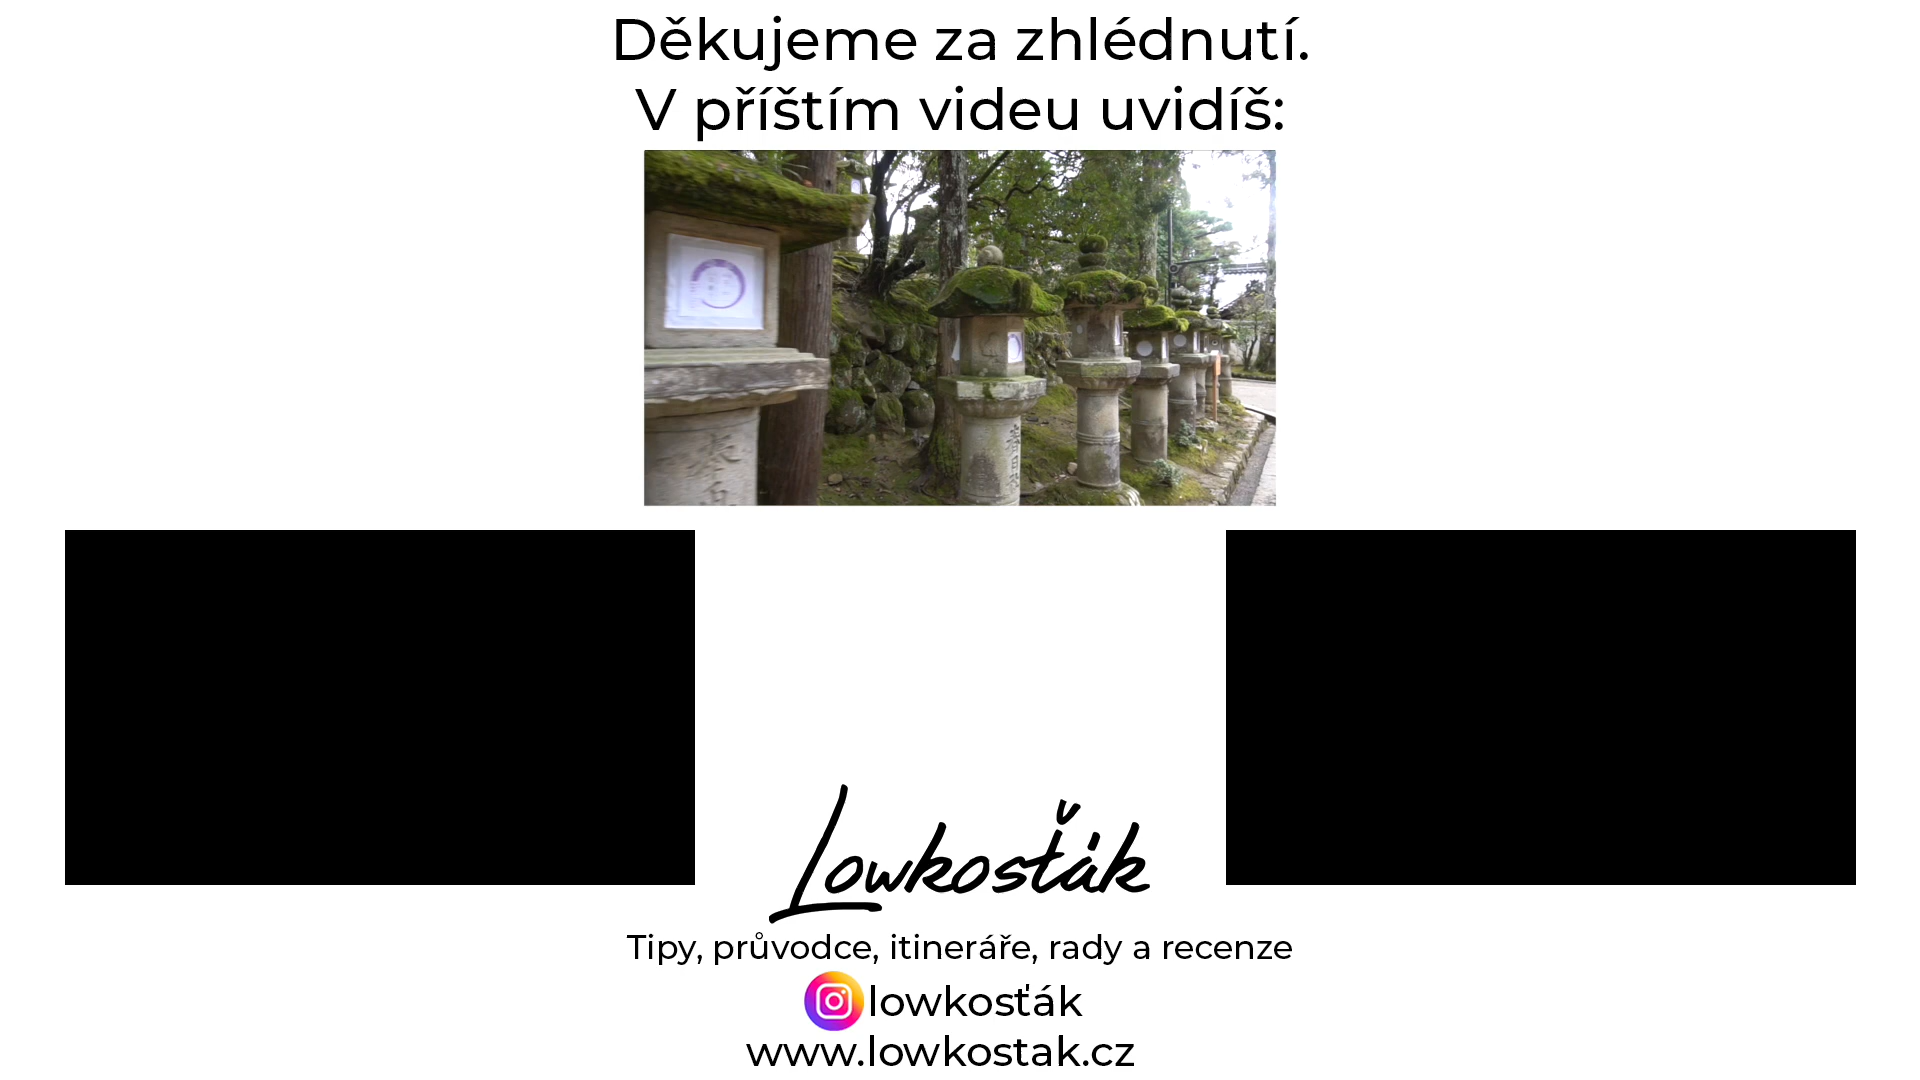 Děkujeme za zhlédnutí.
V příštím videu uvidíš:
Lowkosťák
Tipy, průvodce, itineráře, rady a recenze
lowkosťák
www.lowkostak.cz